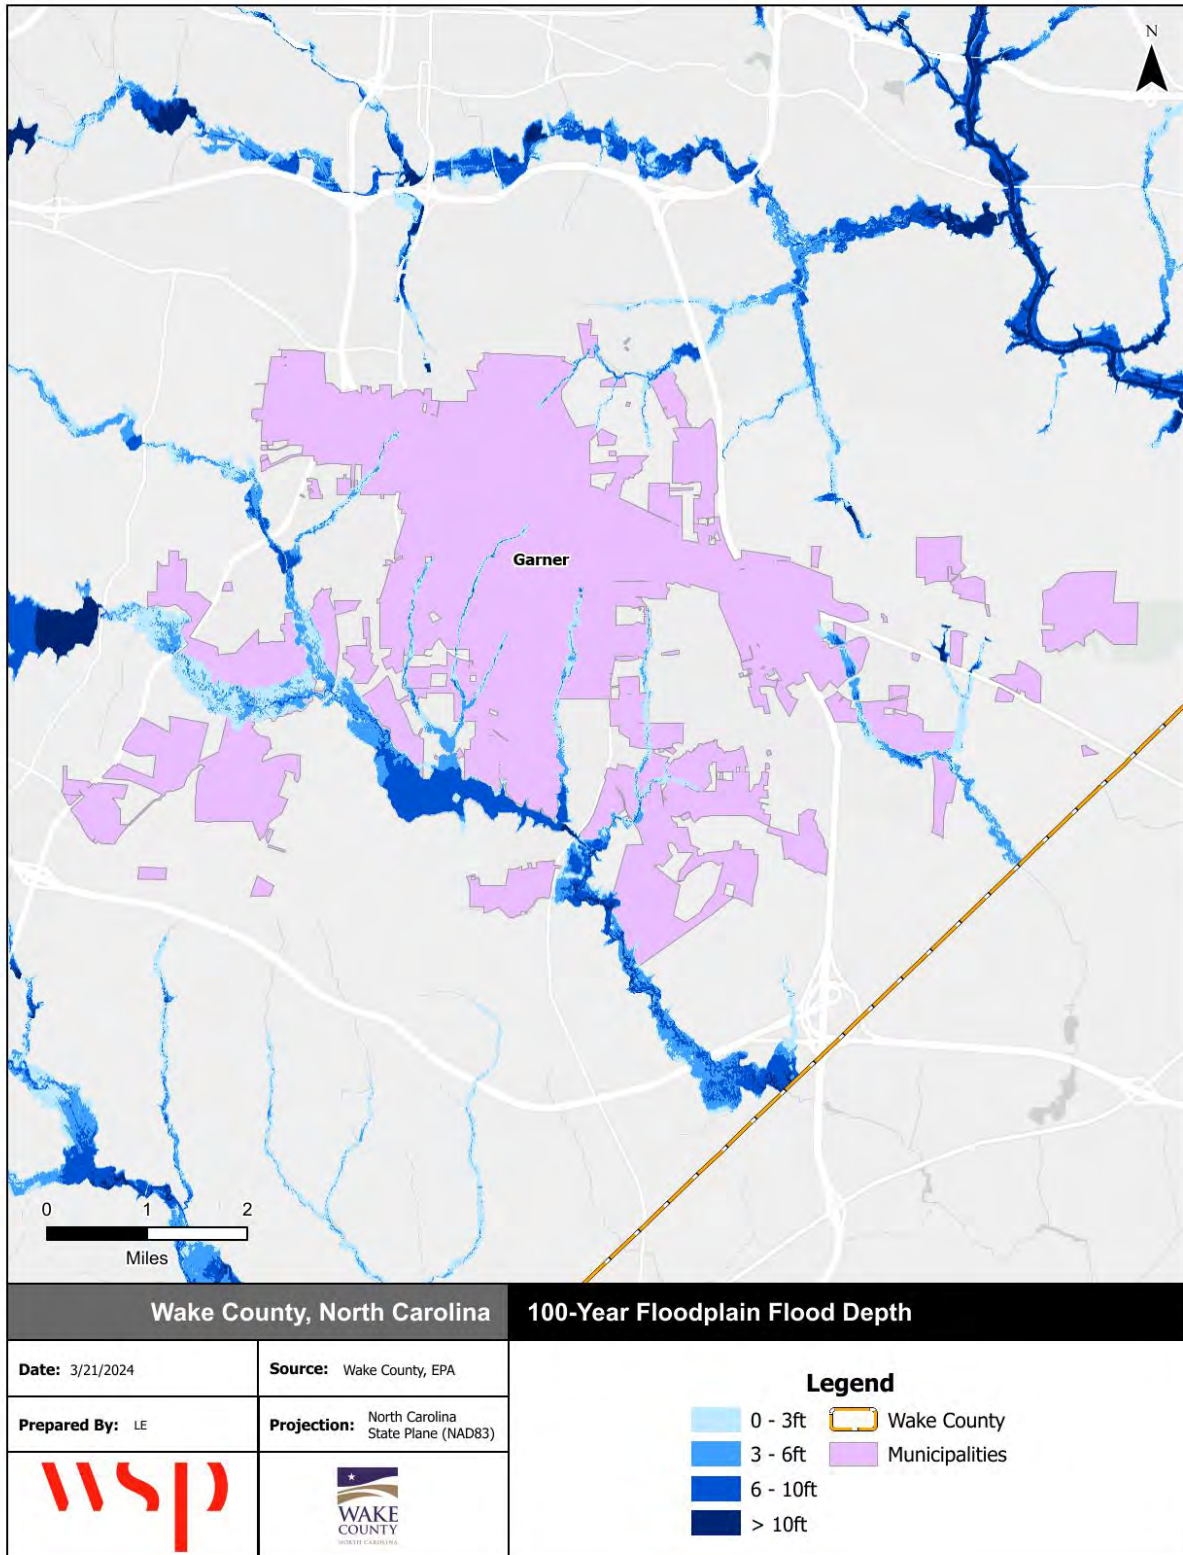 N
Garner
0 1 2
Miles
Wake County, North Carolina
100-Year Floodplain Flood Depth
Date: 3/21/2024
Source: Wake County, EPA
Prepared By: LE
Projection: North Carolina
State Plane (NAD83)
wsp
WAKE
COUNTY
NORTH CAROLINA
Legend
0 - 3ft
Wake County
3 - 6ft
Municipalities
6 - 10ft
> 10ft